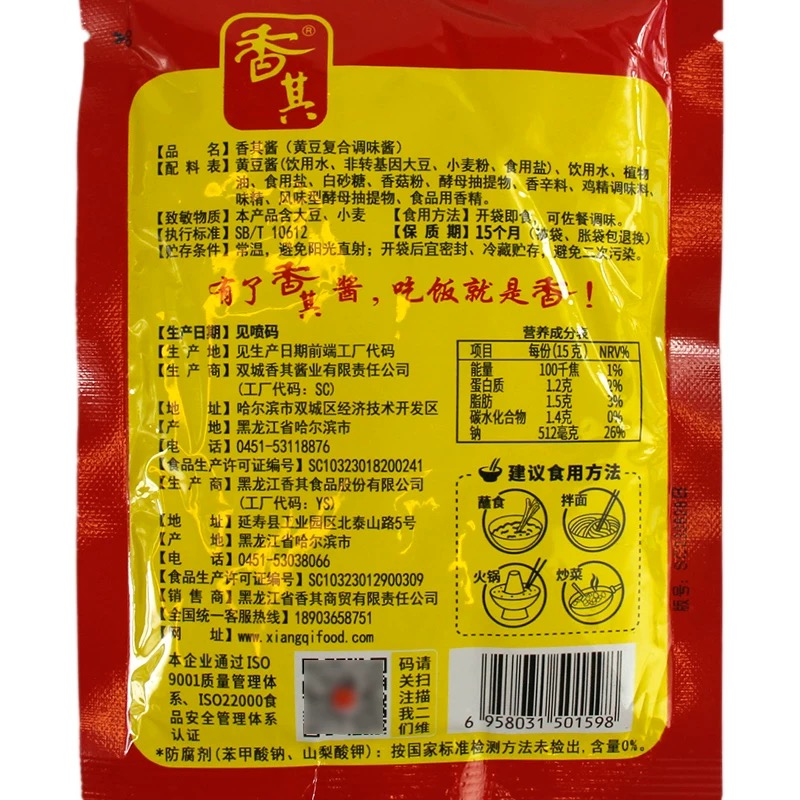 香其®
【品 名】香其酱（黄豆复合调味酱）
【配 料 表】黄豆酱(饮用水、非转基因大豆、小麦粉、食用盐)、饮用水、植物
油、食用盐、白砂糖、香菇粉、酵母抽提物、香辛料、鸡精调味料、
味精、风味型酵母抽提物、食品用香精。
【致敏物质】本产品含大豆、小麦 【食用方法】开袋即食，可佐餐调味。
【执行标准】SB/T 10612 【保 质 期】15个月（ 袋、胀袋包退换）
【贮存条件】常温，避免阳光直射；开袋后宜密封、冷藏贮存，避免二次污染。
有了香其酱，吃饭就是香！
【生产日期】见喷码
【生 产 地】见生产日期前端工厂代码
【生 产 商】双城香其酱业有限责任公司
(工厂代码：SC)
【地 址】哈尔滨市双城区经济技术开发区
【产 地】黑龙江省哈尔滨市
【电 话】0451-53118876
【食品生产许可证编号】SC10323018200241
【生 产 商】黑龙江香其食品股份有限公司
(工厂代码：YS)
【地 址】延寿县工业园区北泰山路5号
【产 地】黑龙江省哈尔滨市
【电 话】0451-53038066
【食品生产许可证编号】SC10323012900309
【销 售 商】黑龙江省香其商贸有限责任公司
【全国统一客服热线】18903658751
【网 址】www.xiangqifood.com
营养成分表
项目 每份(15克) NRV%
能量 100千焦 1%
蛋白质 1.2克 2%
脂肪 1.5克 3%
碳水化合物 1.4克 0%
钠 512毫克 26%
建议食用方法
蘸食 拌面
火锅 炒菜
本企业通过ISO
9001质量管理体
系、ISO22000食
品安全管理体系
认证
请扫描二维
码关注我们
6 958031 501598
*防腐剂(苯甲酸钠、山梨酸钾)：按国家标准检测方法未检出，含量0%。
版号：